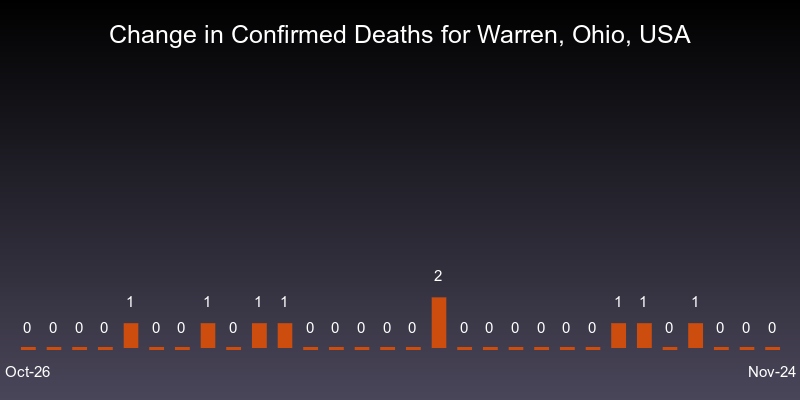 Change in Confirmed Deaths for Warren, Ohio, USA
2
1 1 1 1 1 1 1
0 0 0 0 0 0 0 0 0 0 0 0 0 0 0 0 0 0 0 0 0 0
Oct-26 Nov-24